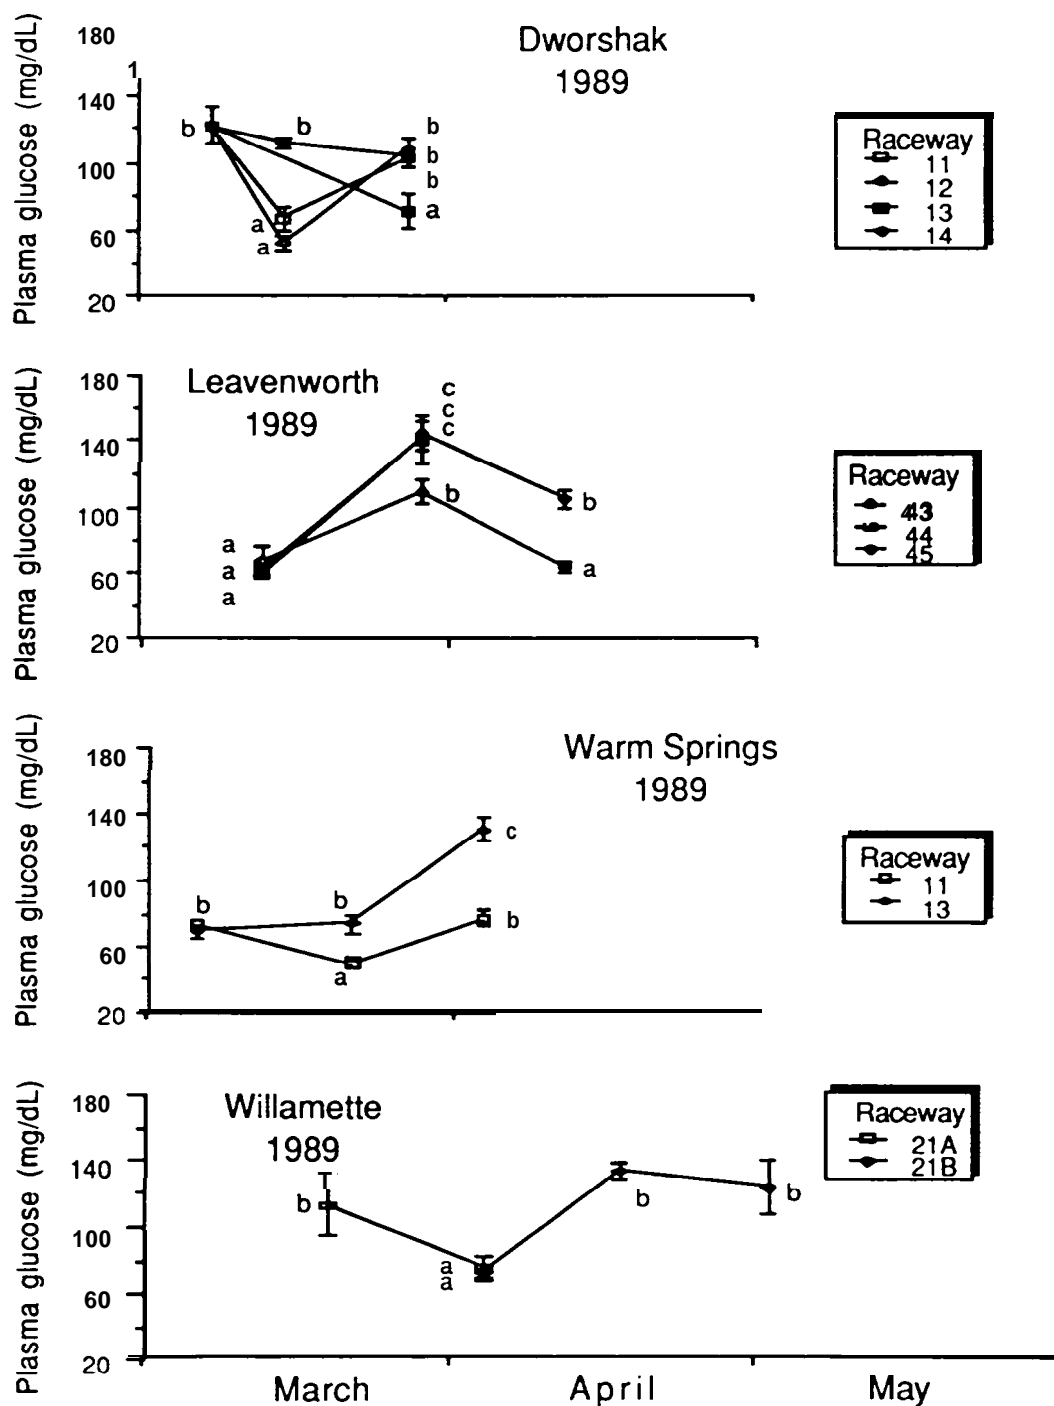 Plasma glucose (mg/dL)
180
1
140
100
60
20
Dworshak
1989
b
b
b
b
b
a
a
a
Raceway
11
12
13
14
Plasma glucose (mg/dL)
180
140
100
60
20
Leavenworth
1989
c
c
c
b
b
a
a
a
a
Raceway
43
44
45
Plasma glucose (mg/dL)
180
140
100
60
20
Warm Springs
1989
b
b
c
b
a
Raceway
11
13
Plasma glucose (mg/dL)
180
140
100
60
20
Willamette
1989
b
a
a
b
b
Raceway
21A
21B
March April May